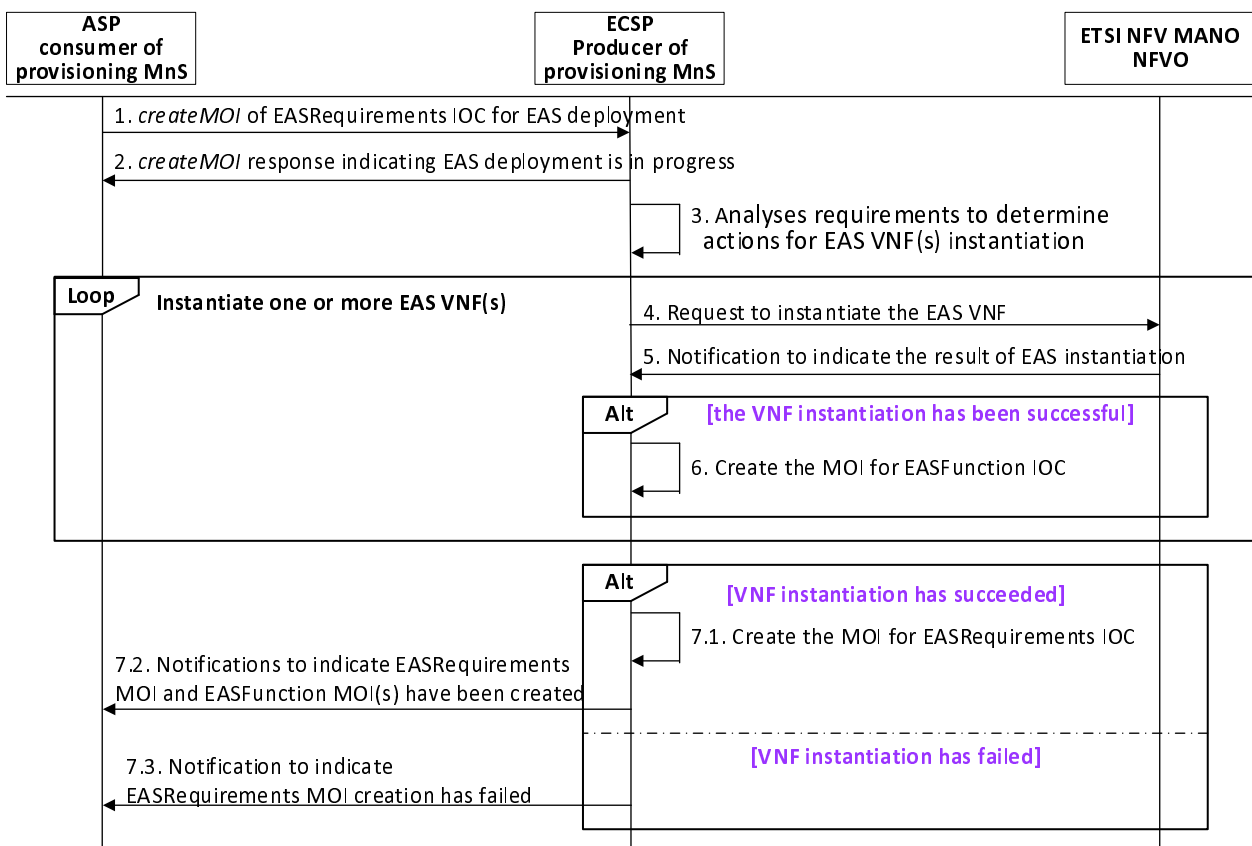 ASP
consumer of
provisioning MnS
ECSP
Producer of
provisioning MnS
ETSI NFV MANO
NFVO
1. createMOI of EASRequirements IOC for EAS deployment
2. createMOI response indicating EAS deployment is in progress
3. Analyses requirements to determine
actions for EAS VNF(s) instantiation
Loop
Instantiate one or more EAS VNF(s)
4. Request to instantiate the EAS VNF
5. Notification to indicate the result of EAS instantiation
Alt
[the VNF instantiation has been successful]
6. Create the MOI for EASFunction IOC
Alt
[VNF instantiation has succeeded]
7.1. Create the MOI for EASRequirements IOC
7.2. Notifications to indicate EASRequirements
MOI and EASFunction MOI(s) have been created
[VNF instantiation has failed]
7.3. Notification to indicate
EASRequirements MOI creation has failed